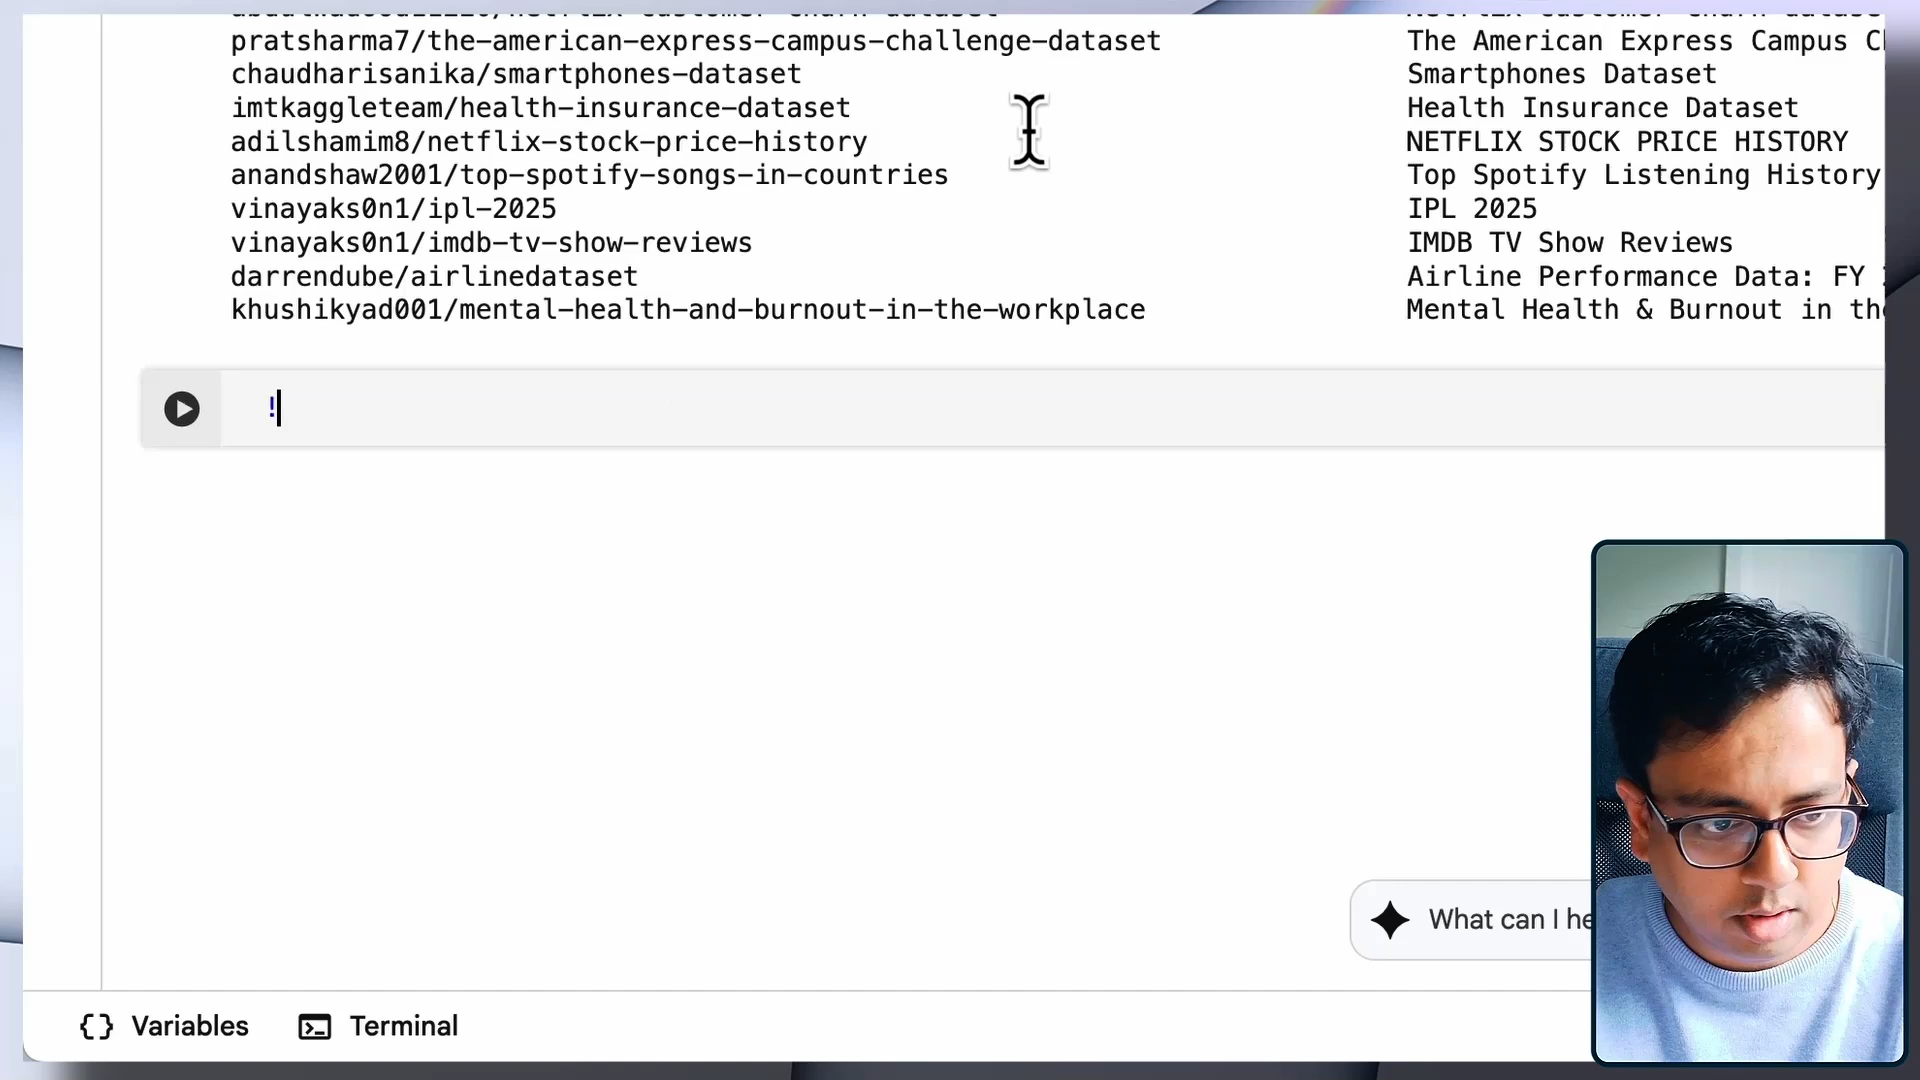 pratsharma7/the-american-express-campus-challenge-dataset The American Express Campus
chaudharisanika/smartphones-dataset Smartphones Dataset
imtkaggleteam/health-insurance-dataset Health Insurance Dataset
adilshamim8/netflix-stock-price-history NETFLIX STOCK PRICE HISTORY
anandshaw2001/top-spotify-songs-in-countries Top Spotify Listening History
vinayaks0n1/ipl-2025 IPL 2025
vinayaks0n1/imdb-tv-show-reviews IMDB TV Show Reviews
darrendube/airlinedataset Airline Performance Data: FY
khushikyad001/mental-health-and-burnout-in-the-workplace Mental Health & Burnout in the
!
What can I he
Variables Terminal